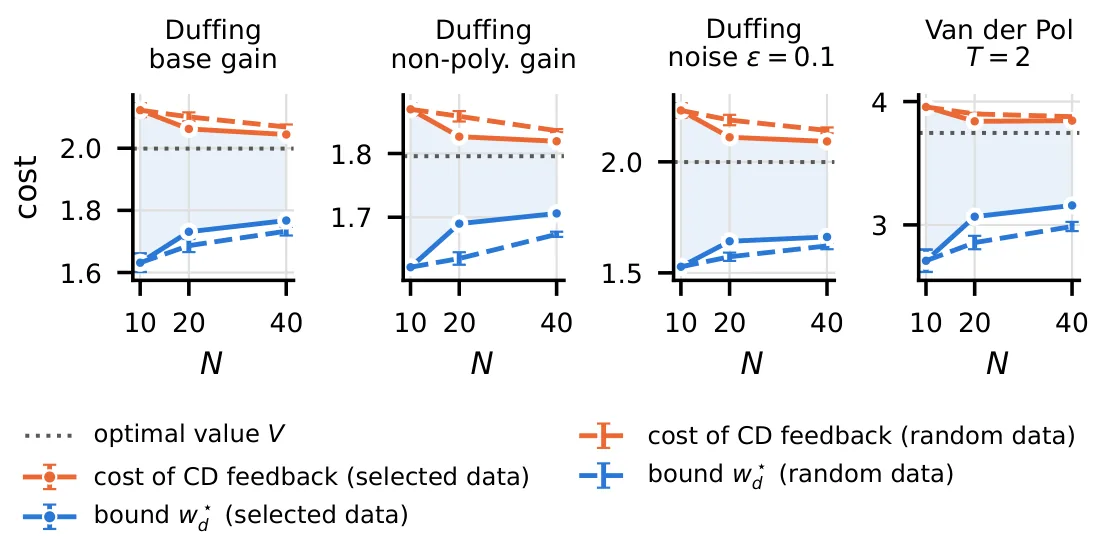 Duffing
base gain
Duffing
non-poly. gain
Duffing
noise ε = 0.1
Van der Pol
T = 2
cost
2.0
1.8
1.6
10 20 40
N
1.8
1.7
10 20 40
N
2.0
1.5
10 20 40
N
4
3
10 20 40
N
optimal value V
cost of CD feedback (selected data)
bound w_d^⋆ (selected data)
cost of CD feedback (random data)
bound w_d^⋆ (random data)